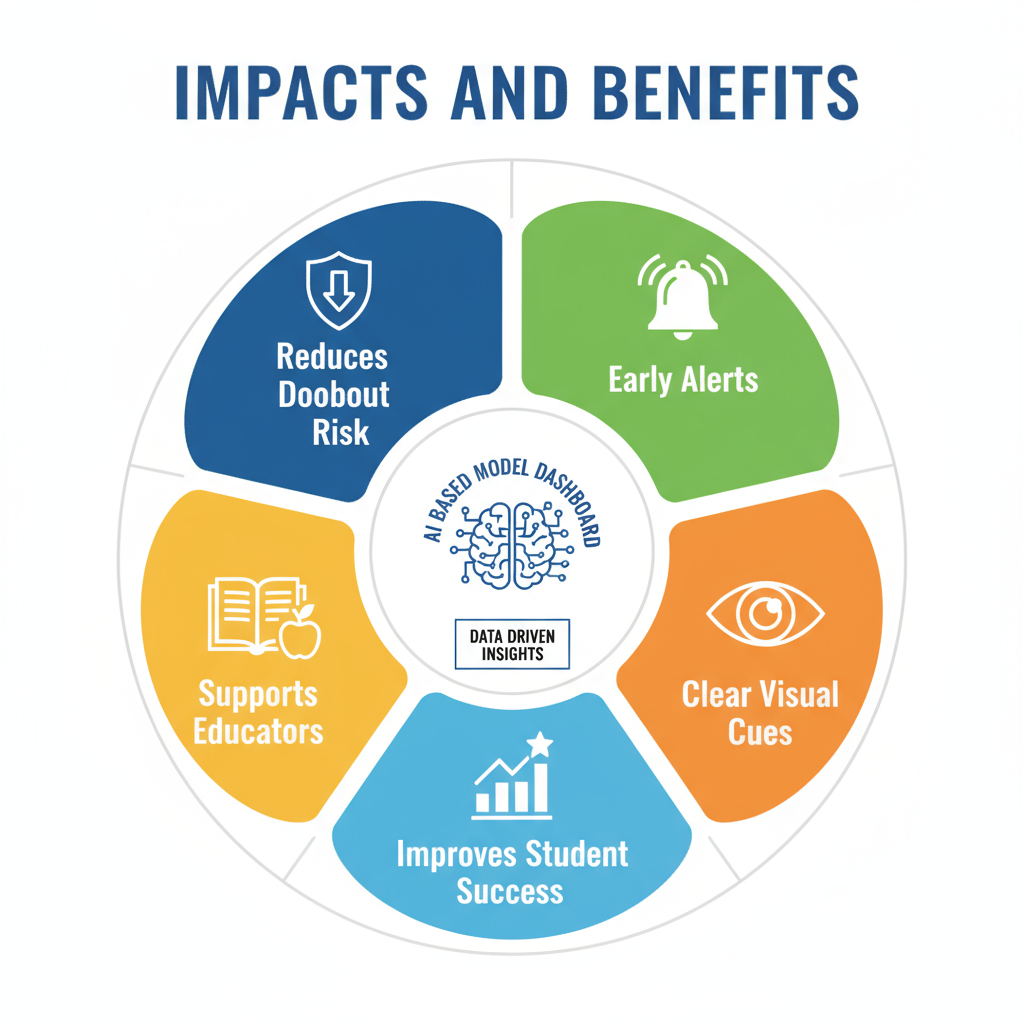 IMPACTS AND BENEFITS
Reduces
Doobout
Risk
Early Alerts
AI BASED MODEL DASHBOARD
DATA DRIVEN
INSIGHTS
Supports
Educators
Clear Visual
Cues
Improves Student
Success